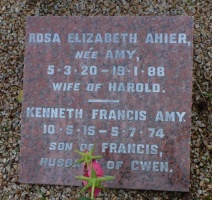 ROSA ELIZABETH AHIER,
NÉE AMY,
5-3-20 – 19-1-88
WIFE OF HAROLD.
KENNETH FRANCIS AMY.
10-5-15 – 5-7-74
SON OF FRANCIS,
HUSBAND OF GWEN.